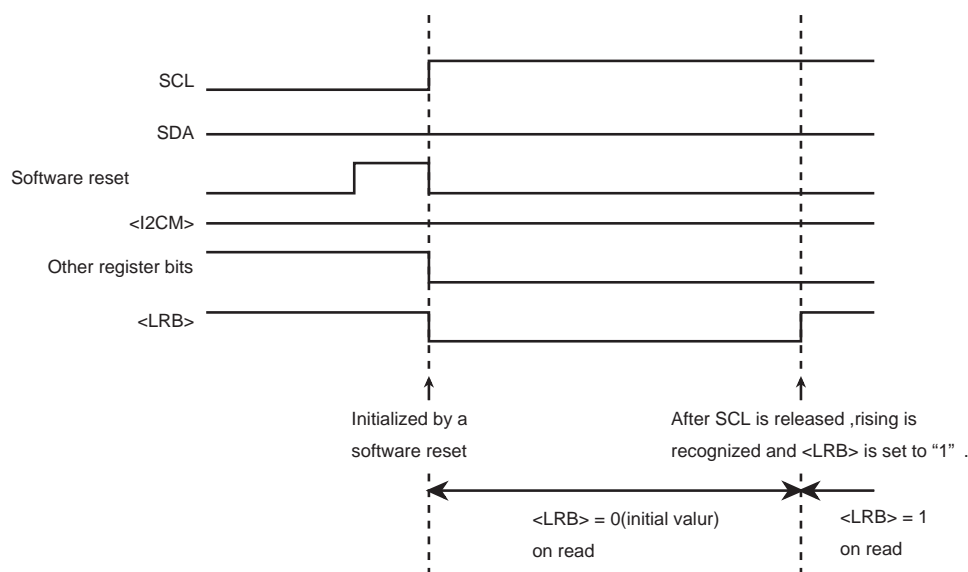 SCL
SDA
Software reset
<I2CM>
Other register bits
<LRB>
Initialized by a
software reset
After SCL is released ,rising is
recognized and <LRB> is set to “1” .
<LRB> = 0(initial valur)
on read
<LRB> = 1
on read